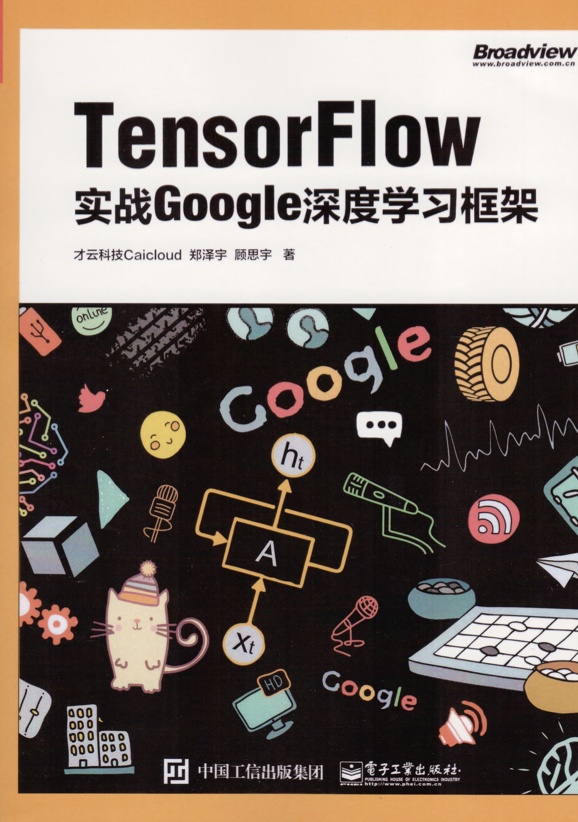 Broadview
www.broadview.com.cn
TensorFlow
实战Google深度学习框架
才云科技Caicloud 郑泽宇 顾思宇 著
online
Google
ht
A
Xt
HD
Google
中国工信出版集团
电子工业出版社
PUBLISHING HOUSE OF ELECTRONICS INDUSTRY
http://www.phei.com.cn